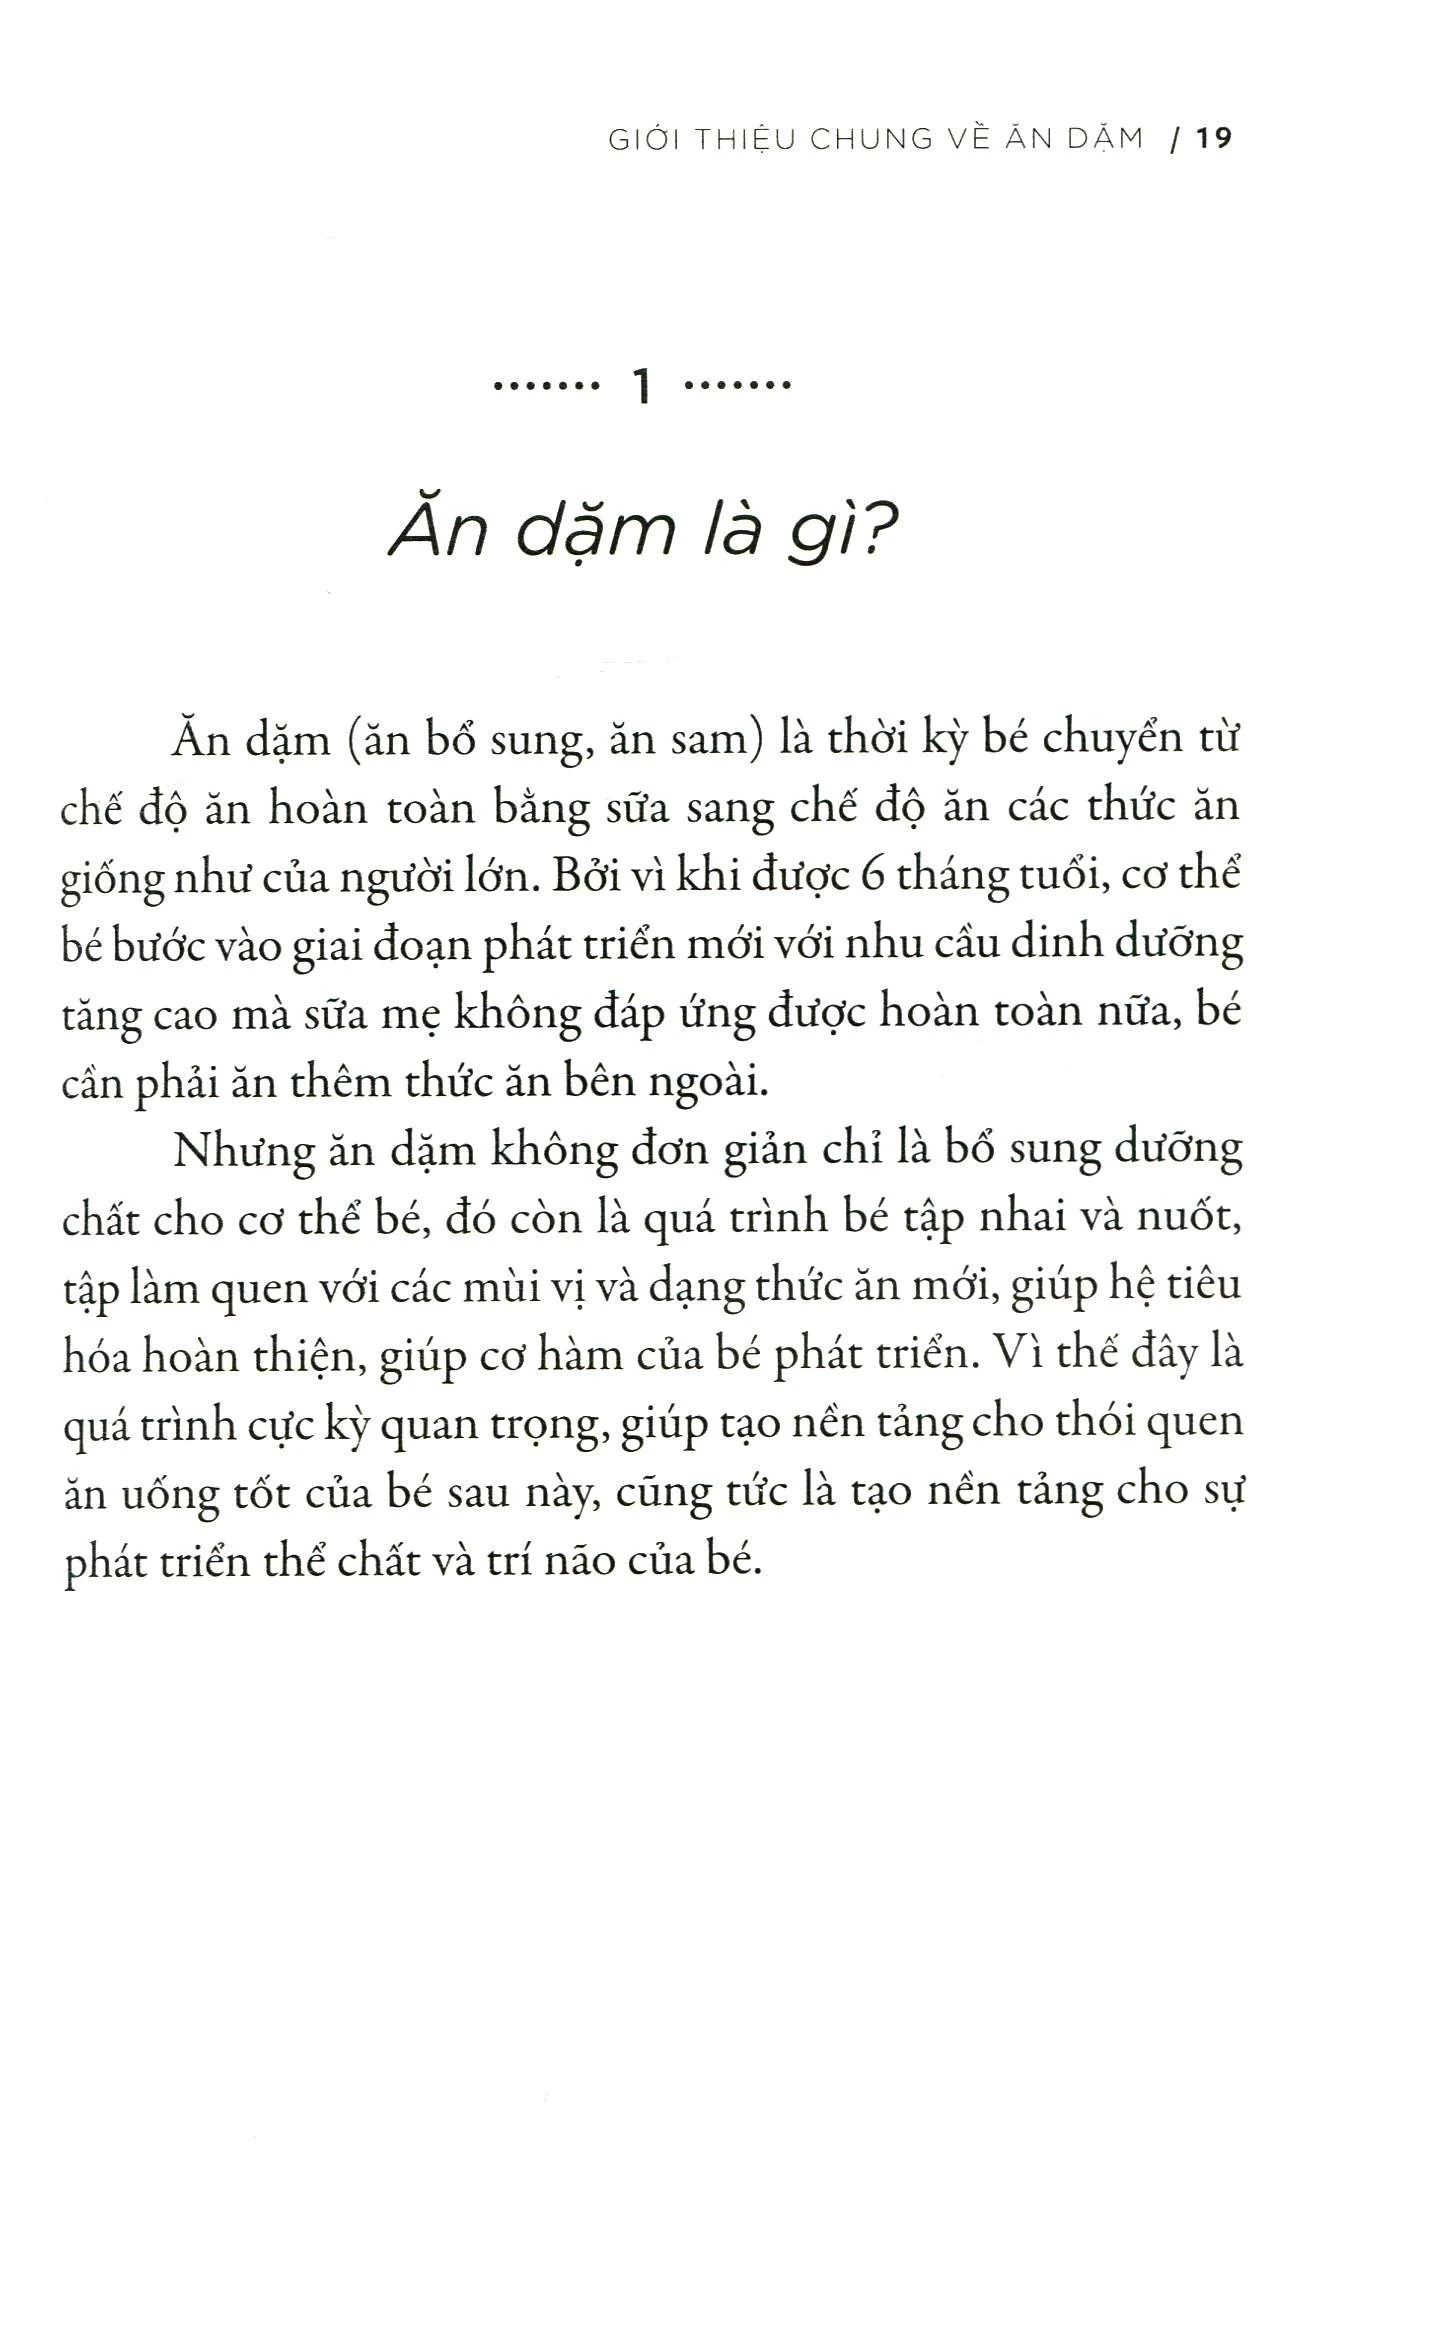 GIỚI THIỆU CHUNG VỀ ĂN DẶM / 19
....... 1 .......
Ăn dặm là gì?
Ăn dặm (ăn bổ sung, ăn sam) là thời kỳ bé chuyển từ
chế độ ăn hoàn toàn bằng sữa sang chế độ ăn các thức ăn
giống như của người lớn. Bởi vì khi được 6 tháng tuổi, cơ thể
bé bước vào giai đoạn phát triển mới với nhu cầu dinh dưỡng
tăng cao mà sữa mẹ không đáp ứng được hoàn toàn nữa, bé
cần phải ăn thêm thức ăn bên ngoài.
Nhưng ăn dặm không đơn giản chỉ là bổ sung dưỡng
chất cho cơ thể bé, đó còn là quá trình bé tập nhai và nuốt,
tập làm quen với các mùi vị và dạng thức ăn mới, giúp hệ tiêu
hóa hoàn thiện, giúp cơ hàm của bé phát triển. Vì thế đây là
quá trình cực kỳ quan trọng, giúp tạo nền tảng cho thói quen
ăn uống tốt của bé sau này, cũng tức là tạo nền tảng cho sự
phát triển thể chất và trí não của bé.